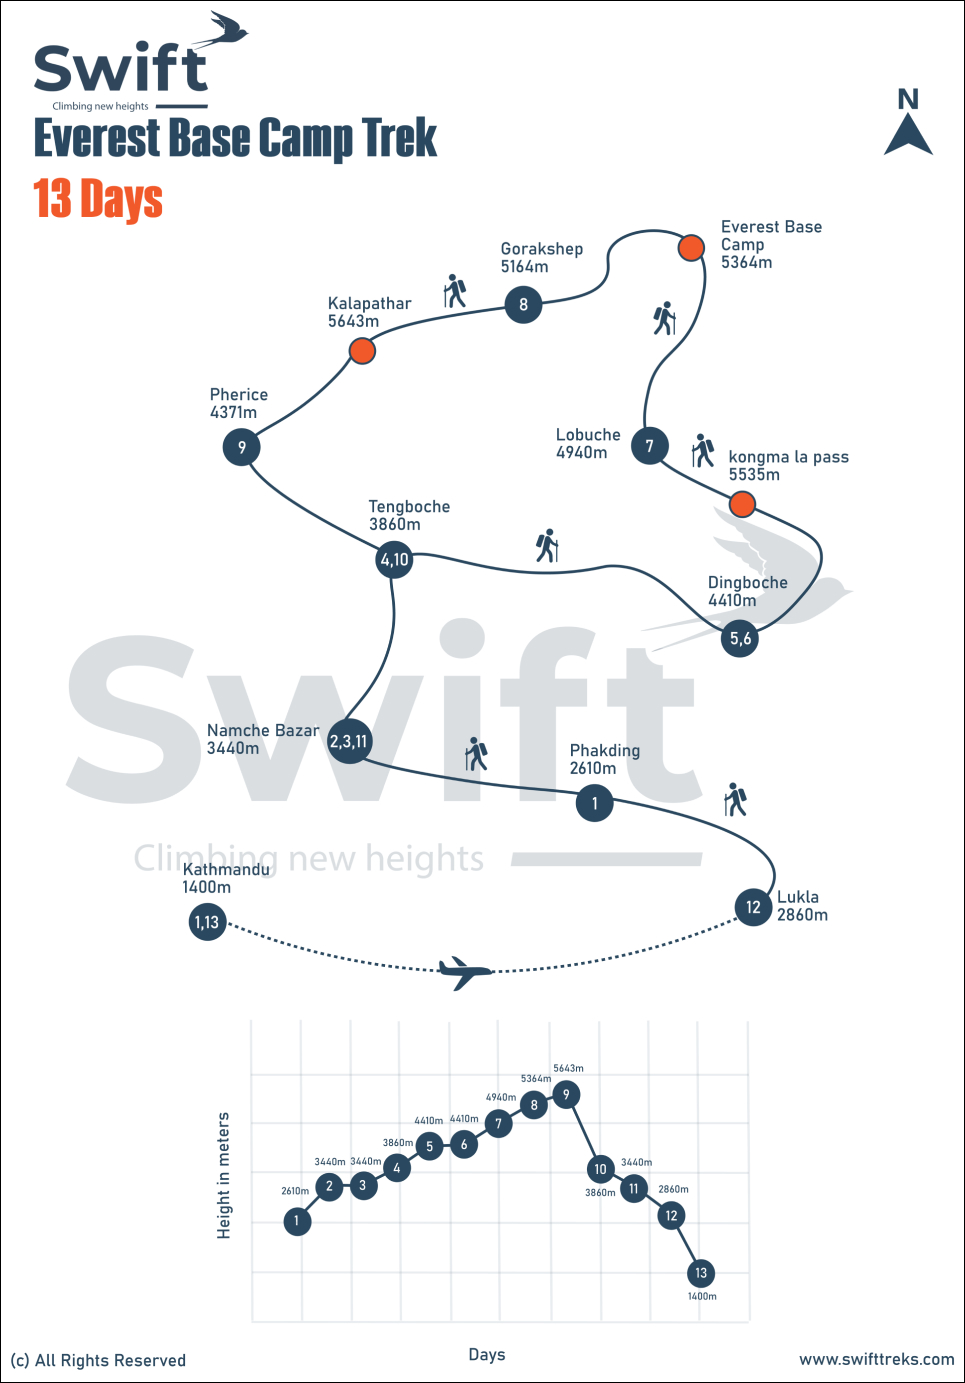 Swift
Climbing new heights
Everest Base Camp Trek
13 Days
N
Everest Base
Camp
5364m
Gorakshep
5164m
8
Kalapathar
5643m
Pherice
4371m
9
Lobuche
4940m
7
kongma la pass
5535m
Tengboche
3860m
4,10
Dingboche
4410m
5,6
Swift
Climbing new heights
Namche Bazar
3440m
2,3,11
Phakding
2610m
1
Kathmandu
1400m
1,13
12
Lukla
2860m
Height in meters
2610m
1
3440m
2
3440m
3
3860m
4
4410m
5
4410m
6
4940m
7
5364m
8
5643m
9
10
3860m
3440m
11
2860m
12
13
1400m
Days
(c) All Rights Reserved
www.swifttreks.com